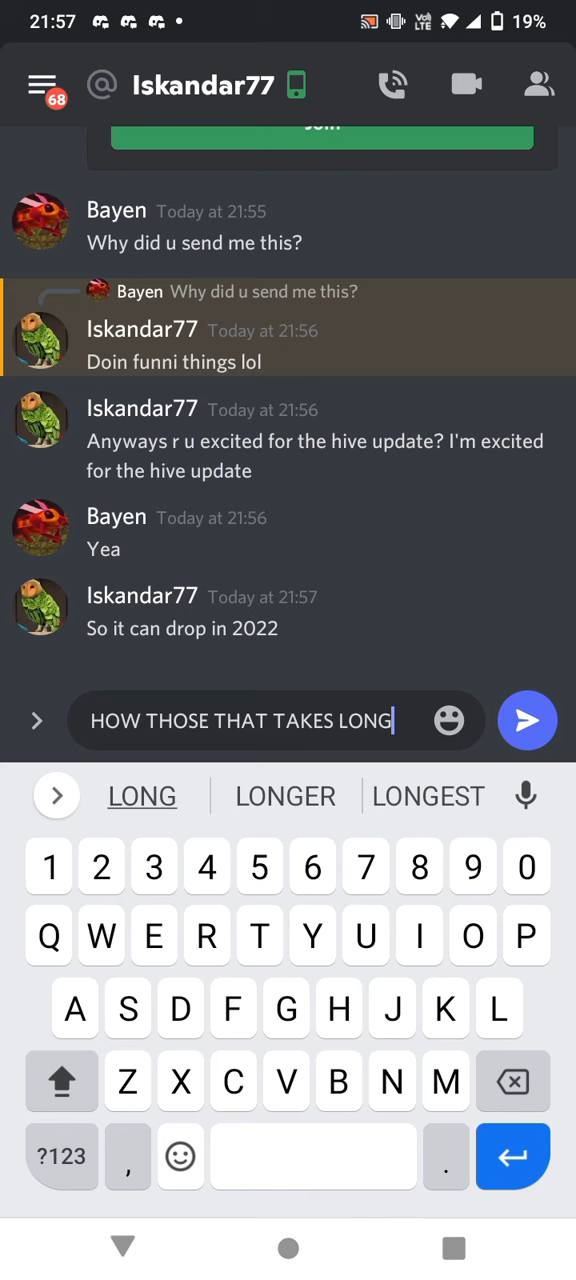 21:57
Vo) LTE 19%
68
@ Iskandar77
Join
Bayen Today at 21:55
Why did u send me this?
Bayen Why did u send me this?
Iskandar77 Today at 21:56
Doin funni things lol
Iskandar77 Today at 21:56
Anyways r u excited for the hive update? I'm excited
for the hive update
Bayen Today at 21:56
Yea
Iskandar77 Today at 21:57
So it can drop in 2022
HOW THOSE THAT TAKES LONG
LONG LONGER LONGEST
1 2 3 4 5 6 7 8 9 0
Q W E R T Y U I O P
A S D F G H J K L
Z X C V B N M
?123 , .